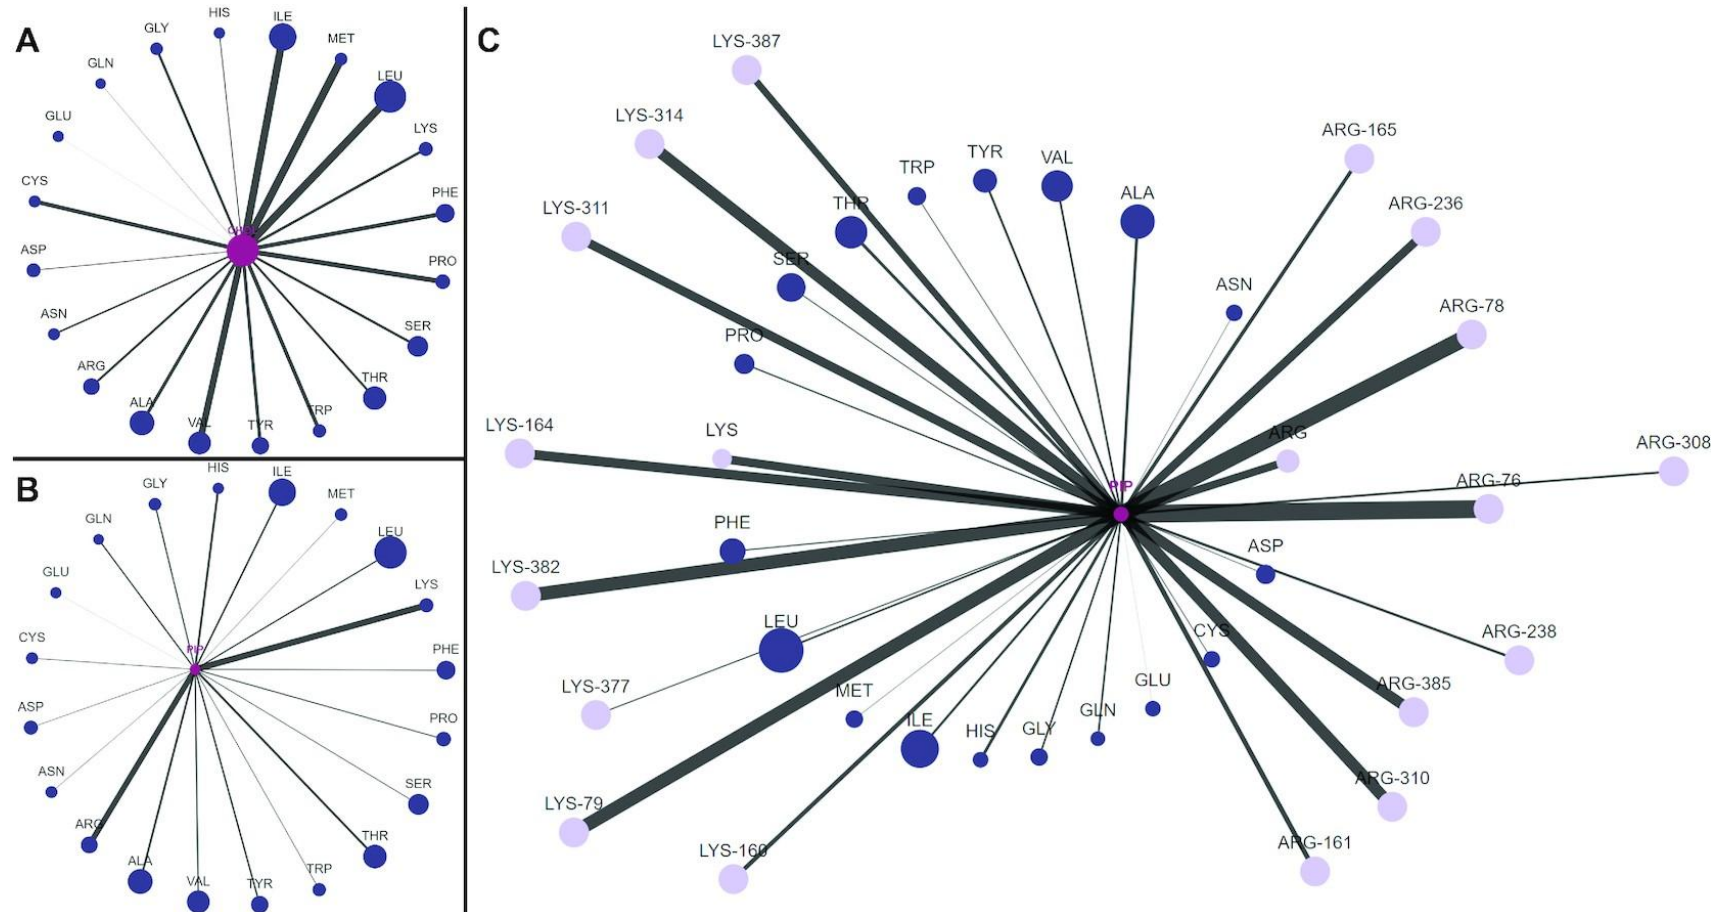 A
HIS
ILE
GLY
MET
GLN
LEU
GLU
LYS
CYS
PHE
CHOL
ASP
PRO
ASN
SER
ARG
THR
ALA
VAL
TYR
TRP
B
HIS
ILE
GLY
MET
GLN
LEU
GLU
LYS
CYS
PIP
PHE
ASP
PRO
ASN
SER
ARG
THR
ALA
VAL
TYR
TRP
C
LYS-387
LYS-314
ARG-165
TRP
TYR
VAL
ALA
LYS-311
THR
ARG-236
SER
ASN
ARG-78
PRO
LYS-164
LYS
ARG
ARG-308
PIP
ARG-76
PHE
ASP
LYS-382
LEU
CYS
ARG-238
LYS-377
MET
GLU
ARG-385
ILE
HIS
GLY
GLN
LYS-79
ARG-310
LYS-160
ARG-161